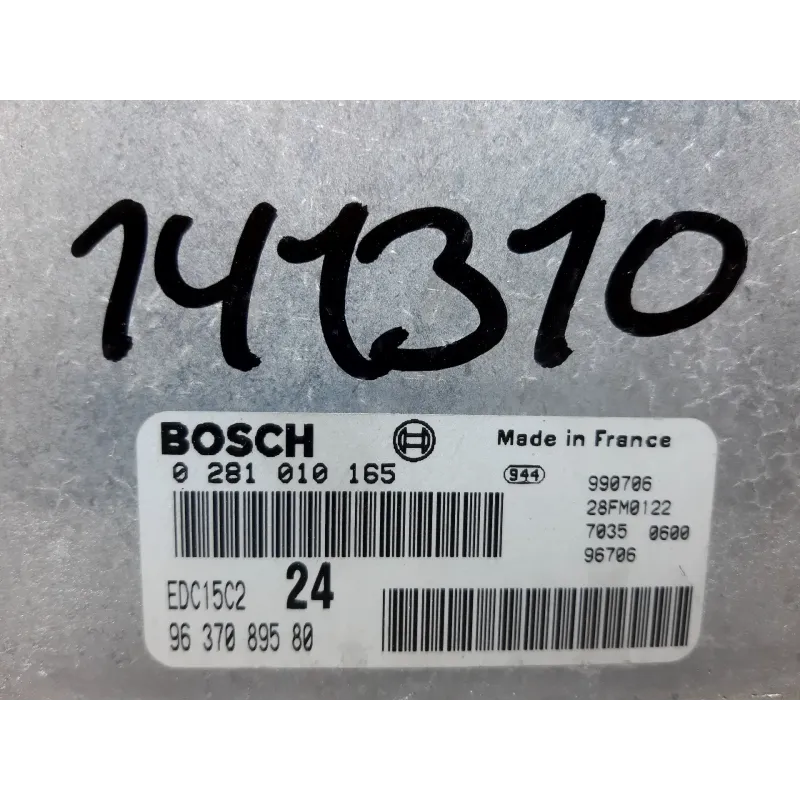 141310
BOSCH Made in France
0 281 010 165 944 990706
28FM0122
7035 0600
96706
EDC15C2 24
96 370 895 80